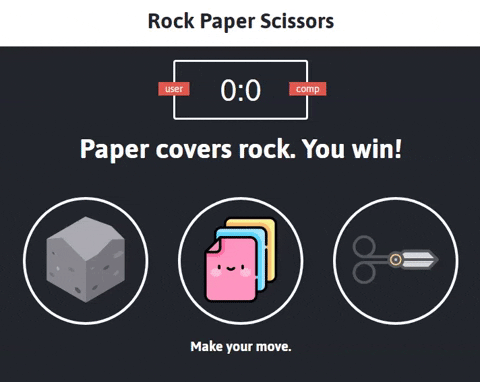 Rock Paper Scissors
user 0:0 comp
Paper covers rock. You win!
Make your move.